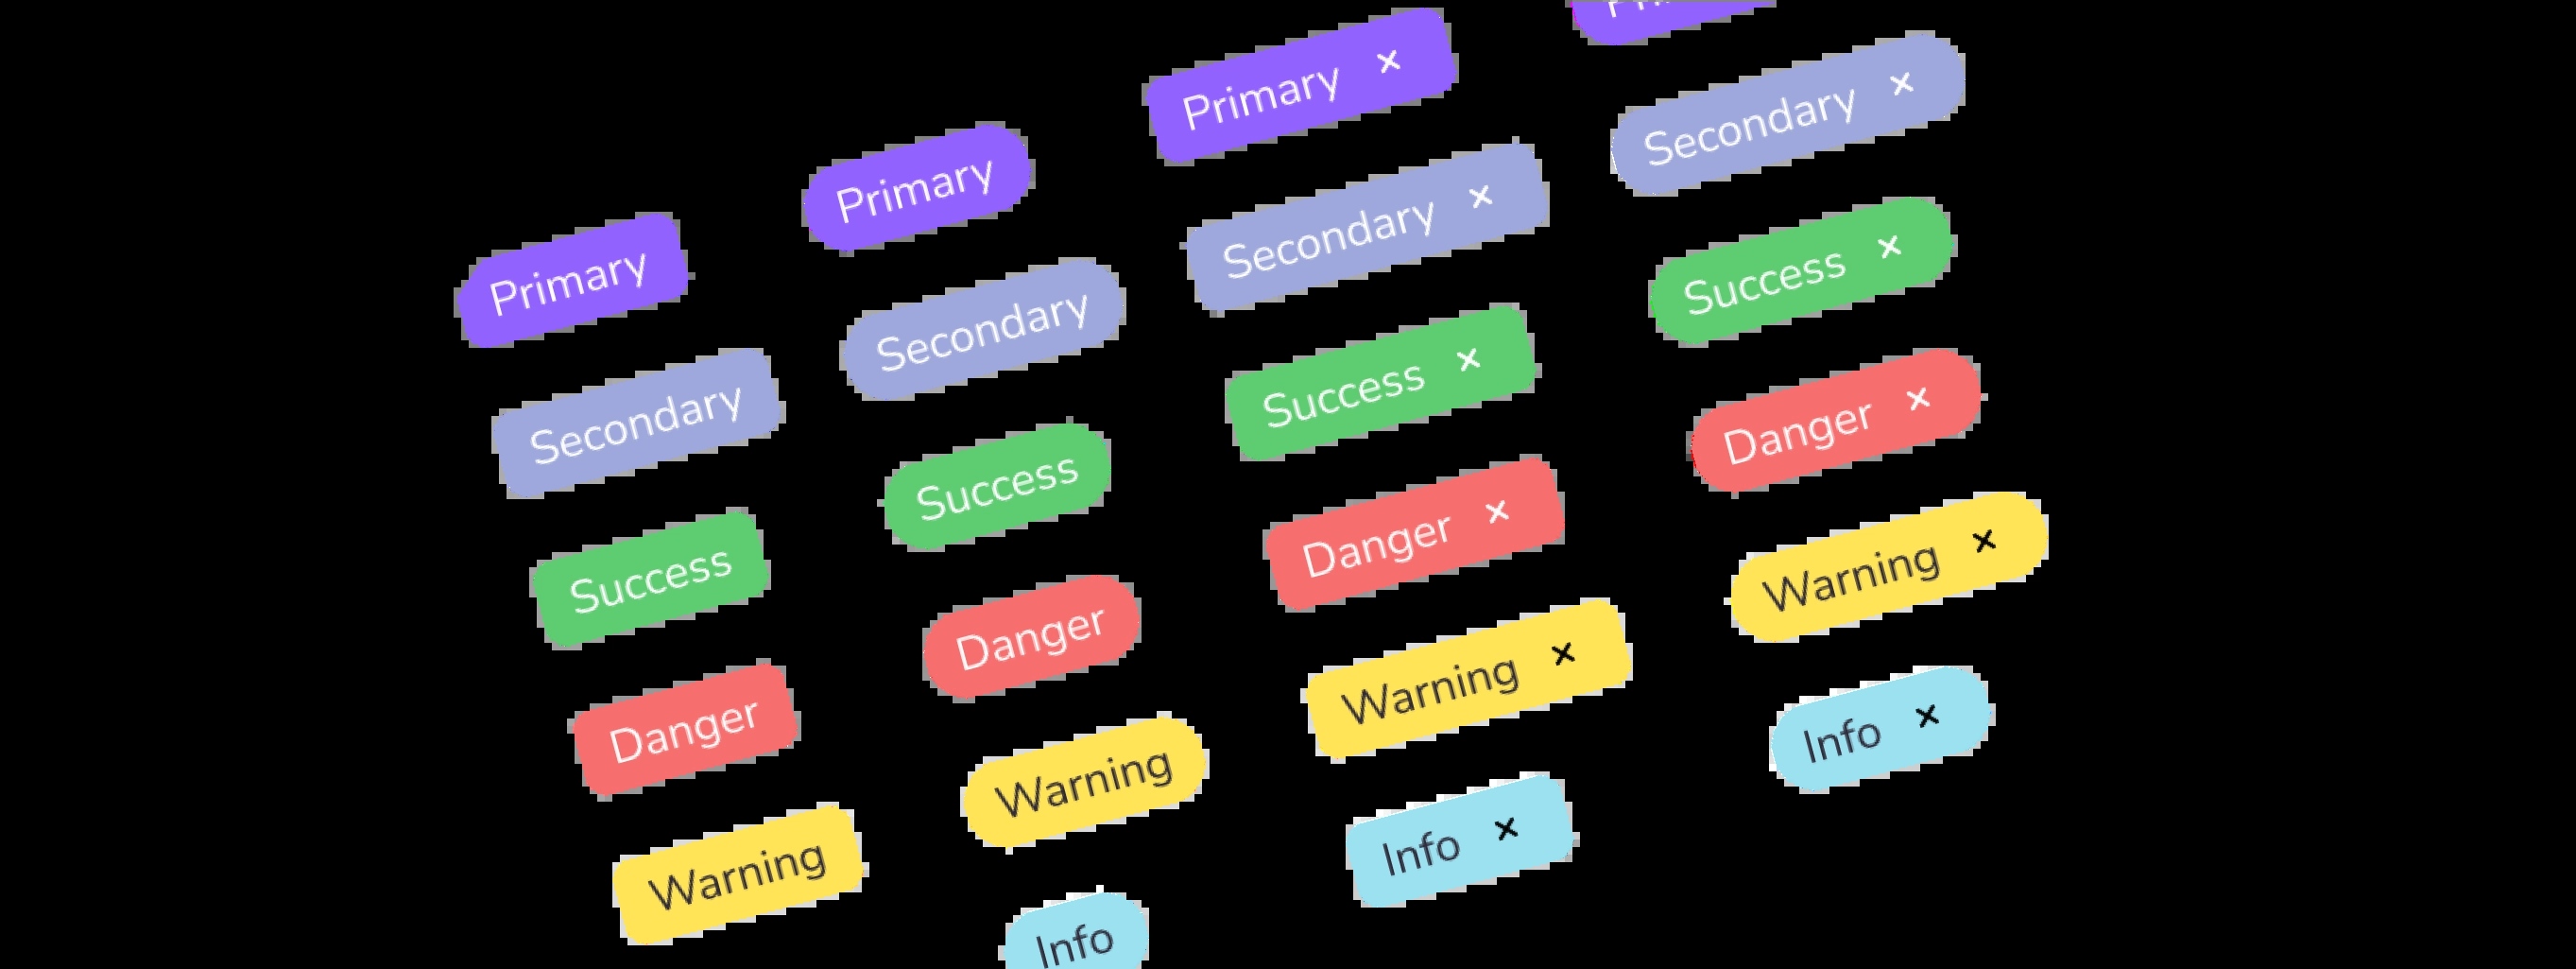 Primary
Secondary
Success
Danger
Warning
Primary
Secondary
Success
Danger
Warning
Info
Primary ×
Secondary ×
Success ×
Danger ×
Warning ×
Info ×
Secondary ×
Success ×
Danger ×
Warning ×
Info ×